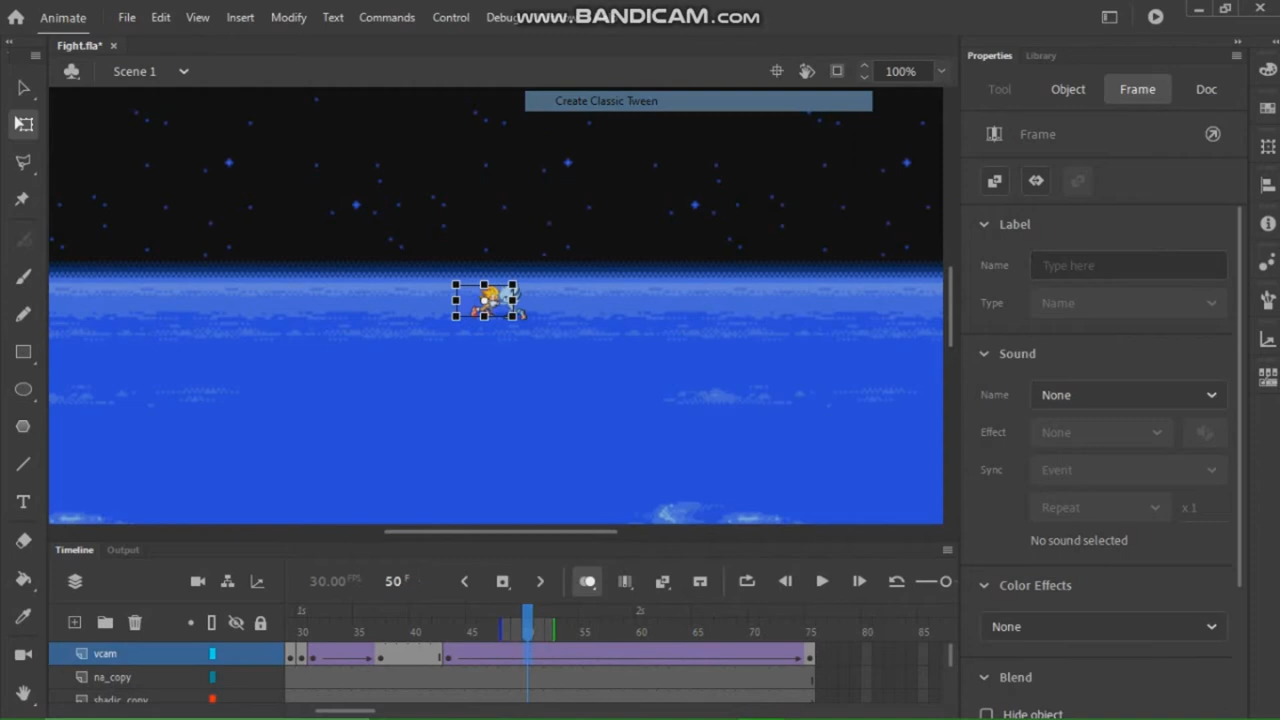 Animate File View Insert Modify Text Commands Control Debug
www.BANDICAM.com
Edit
Fight.fla*
Scene 1
100%
Create Classic Tween
Properties Library
Tool Object Frame Doc
Frame
Label
Name Type here
Type Name
Sound
Name None
Effect None
Sync Event
Repeat x 1
No sound selected
Color Effects
None
Blend
Hide object
Timeline Output
30.00 FPS 50 F
1s 2s
30 35 40 45 55 60 65 70 75 80 85
vcam
na_copy
shadic_copy